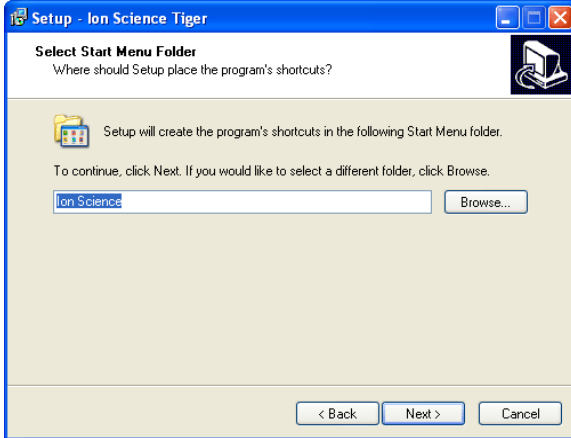 Setup - Ion Science Tiger
Select Start Menu Folder
Where should Setup place the program's shortcuts?
Setup will create the program's shortcuts in the following Start Menu folder.
To continue, click Next. If you would like to select a different folder, click Browse.
Ion Science
Browse...
< Back
Next >
Cancel